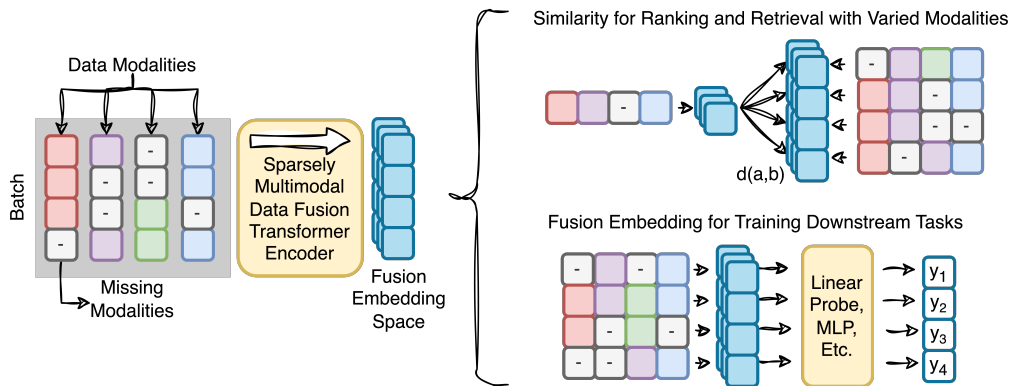 Data Modalities
Batch
-
-
-
-
-
-
Missing
Modalities
Sparsely
Multimodal
Data Fusion
Transformer
Encoder
Fusion
Embedding
Space
Similarity for Ranking and Retrieval with Varied Modalities
-
d(a,b)
-
-
-
-
-
Fusion Embedding for Training Downstream Tasks
-
-
-
-
-
-
Linear
Probe,
MLP,
Etc.
y1
y2
y3
y4